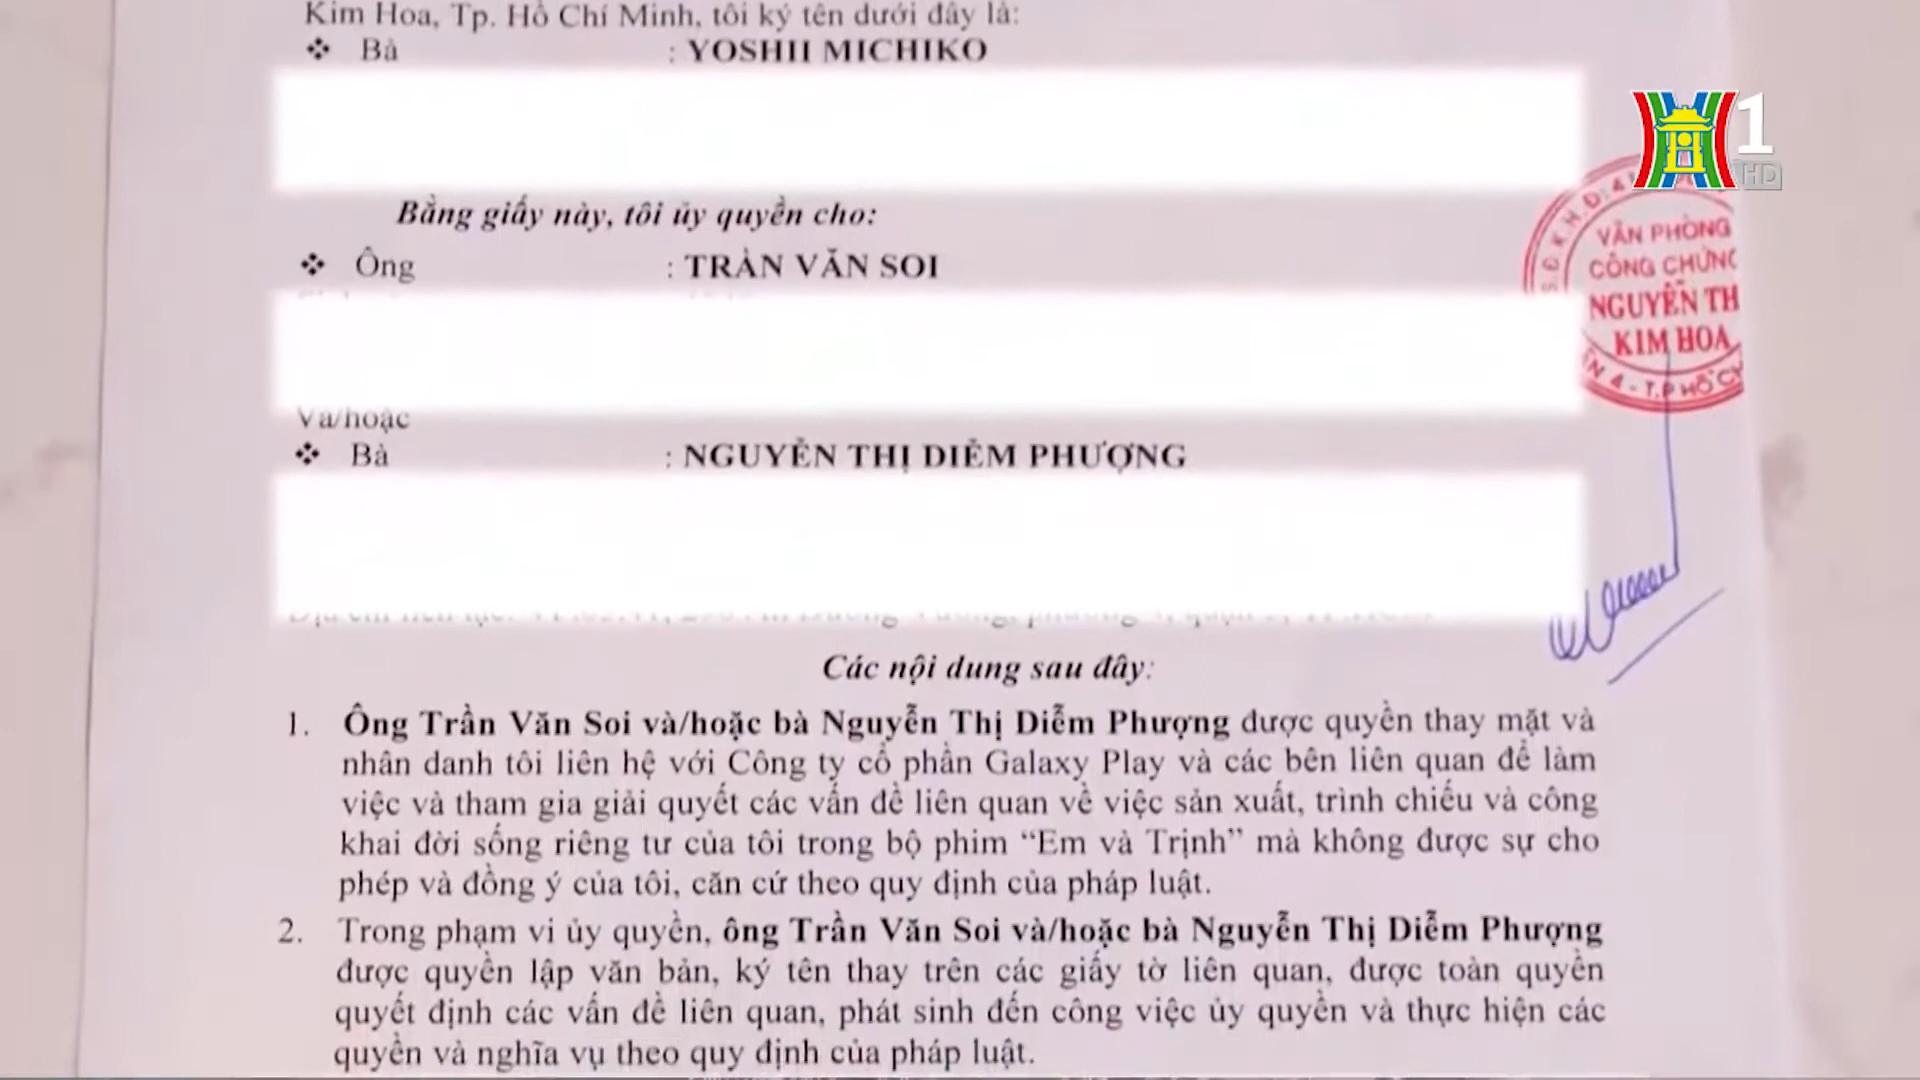 Kim Hoa, Tp. Hồ Chí Minh, tôi ký tên dưới đây là:
❖ Bà : YOSHII MICHIKO
Bằng giấy này, tôi ủy quyền cho:
❖ Ông : TRẦN VĂN SOI
Và/hoặc
❖ Bà : NGUYỄN THỊ DIỄM PHƯỢNG
Các nội dung sau đây:
1. Ông Trần Văn Soi và/hoặc bà Nguyễn Thị Diễm Phượng được quyền thay mặt và
nhân danh tôi liên hệ với Công ty cổ phần Galaxy Play và các bên liên quan để làm
việc và tham gia giải quyết các vấn đề liên quan về việc sản xuất, trình chiếu và công
khai đời sống riêng tư của tôi trong bộ phim “Em và Trịnh” mà không được sự cho
phép và đồng ý của tôi, căn cứ theo quy định của pháp luật.
2. Trong phạm vi ủy quyền, ông Trần Văn Soi và/hoặc bà Nguyễn Thị Diễm Phượng
được quyền lập văn bản, ký tên thay trên các giấy tờ liên quan, được toàn quyền
quyết định các vấn đề liên quan, phát sinh đến công việc ủy quyền và thực hiện các
quyền và nghĩa vụ theo quy định của pháp luật.
1
HD
S.Đ.K.H.Đ: 4
VĂN PHÒNG
CÔNG CHỨNG
NGUYỄN TH
KIM HOA
N 4 - T.P HỒ C